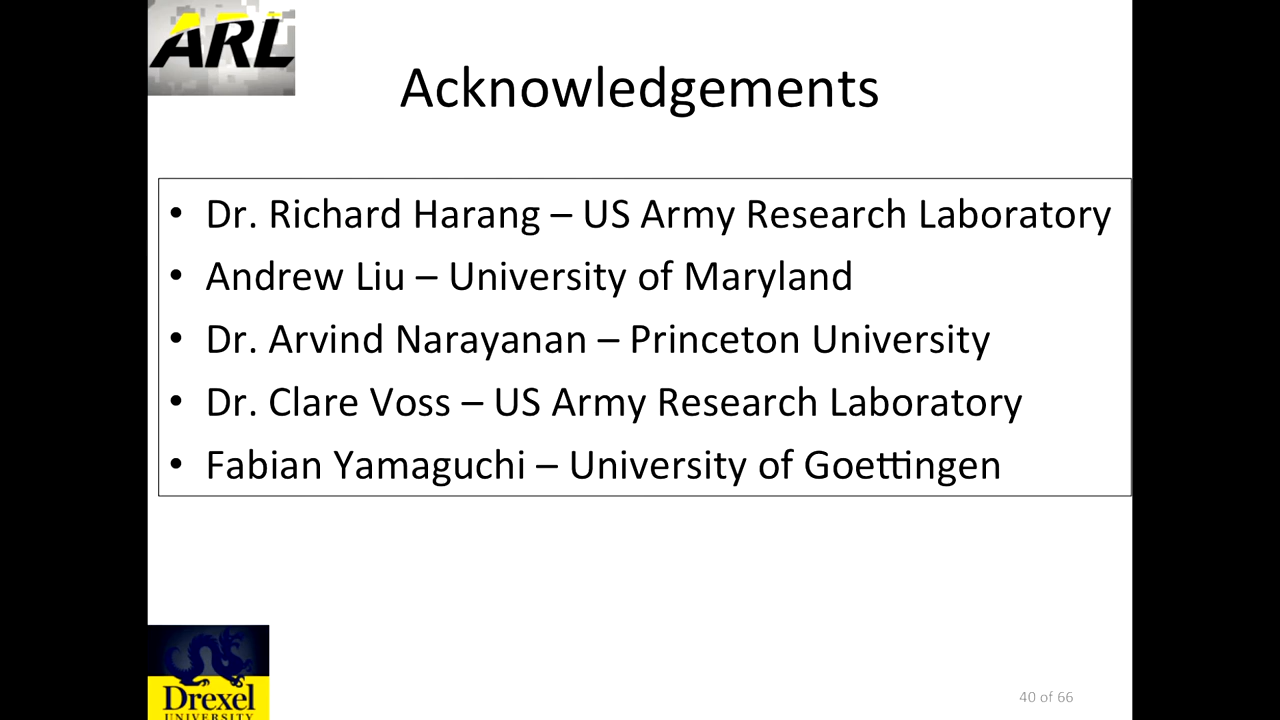 ARL
Acknowledgements
• Dr. Richard Harang – US Army Research Laboratory
• Andrew Liu – University of Maryland
• Dr. Arvind Narayanan – Princeton University
• Dr. Clare Voss – US Army Research Laboratory
• Fabian Yamaguchi – University of Goettingen
Drexel
UNIVERSITY
40 of 66